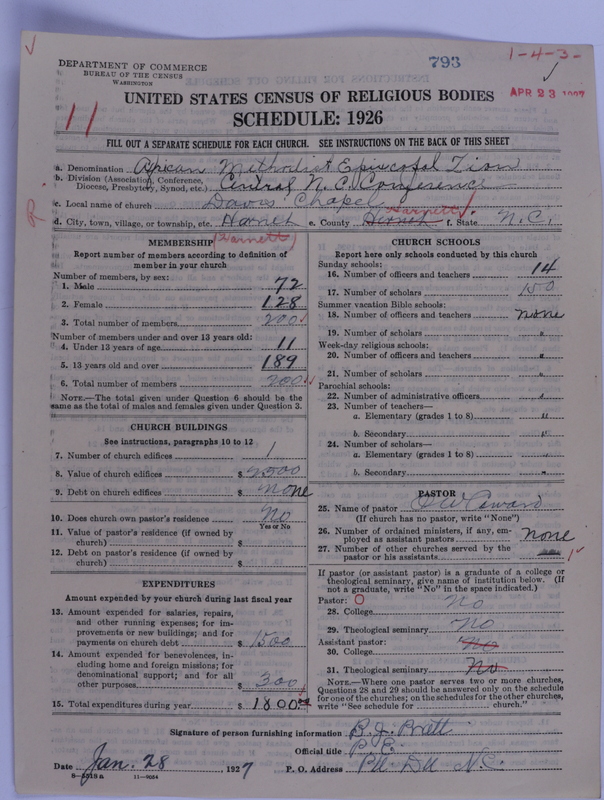 793
1-4-3-
APR 23 1927
DEPARTMENT OF COMMERCE
BUREAU OF THE CENSUS
WASHINGTON
11
UNITED STATES CENSUS OF RELIGIOUS BODIES
SCHEDULE: 1926
FILL OUT A SEPARATE SCHEDULE FOR EACH CHURCH. SEE INSTRUCTIONS ON THE BACK OF THIS SHEET
a. Denomination African Methodist Episcopal Zion
b. Division (Association, Conference, Diocese, Presbytery, Synod, etc.) Central N.C. Conference
c. Local name of church Davis Chapel
d. City, town, village, or township, etc. Harnett e. County Harnett f. State N.C.
(Harnett)
MEMBERSHIP
Report number of members according to definition of
member in your church
Number of members, by sex:
1. Male 72
2. Female 128
3. Total number of members 200
Number of members under and over 13 years old:
4. Under 13 years of age 11
5. 13 years old and over 189
6. Total number of members 200
NOTE.—The total given under Question 6 should be the
same as the total of males and females given under Question 3.
CHURCH BUILDINGS
See instructions, paragraphs 10 to 12
7. Number of church edifices 1
8. Value of church edifices $ 2500
9. Debt on church edifices $ none
10. Does church own pastor's residence No
Yes or No
11. Value of pastor's residence (if owned by
church) $
12. Debt on pastor's residence (if owned by
church) $
EXPENDITURES
Amount expended by your church during last fiscal year
13. Amount expended for salaries, repairs,
and other running expenses; for im-
provements or new buildings; and for
payments on church debt $ 1500
14. Amount expended for benevolences, in-
cluding home and foreign missions; for
denominational support; and for all
other purposes $ 300
15. Total expenditures during year $ 1800
CHURCH SCHOOLS
Report here only schools conducted by this church
Sunday schools:
16. Number of officers and teachers 14
17. Number of scholars 150
Summer vacation Bible schools:
18. Number of officers and teachers none
19. Number of scholars "
Week-day religious schools:
20. Number of officers and teachers "
21. Number of scholars "
Parochial schools:
22. Number of administrative officers "
23. Number of teachers—
a. Elementary (grades 1 to 8) "
b. Secondary "
24. Number of scholars—
a. Elementary (grades 1 to 8) "
b. Secondary "
PASTOR
25. Name of pastor
(If church has no pastor, write "None")
26. Number of ordained ministers, if any, em-
ployed as assistant pastors none
27. Number of other churches served by the
pastor or his assistants 1
If pastor (or assistant pastor) is a graduate of a college or
theological seminary, give name of institution below. (If
not a graduate, write "No" in the space indicated.)
Pastor:
28. College No
29. Theological seminary No
Assistant pastor:
30. College No
31. Theological seminary No
NOTE.—Where one pastor serves two or more churches,
Questions 28 and 29 should be answered only on the schedule
for one of the churches; on the schedules for the other churches,
write "See schedule for church."
Signature of person furnishing information B. J. Bratt
Official title P. E.
Date Jan. 28 1927 P. O. Address N.C.
8-5518 a 11-9084